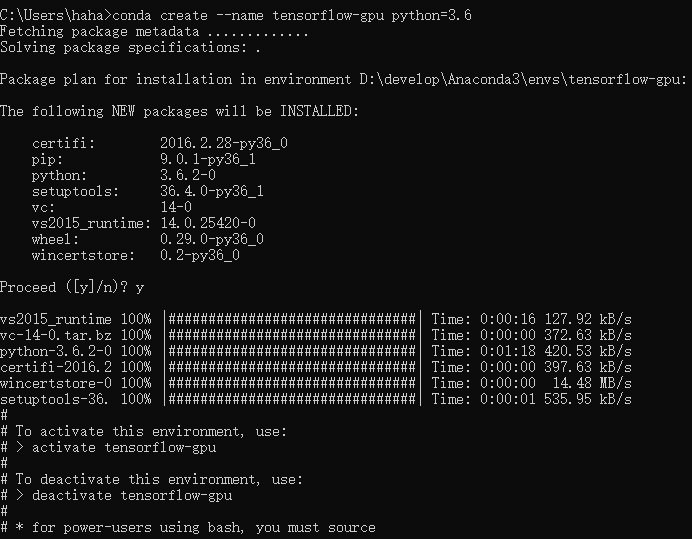 C:\Users\haha>conda create --name tensorflow-gpu python=3.6
Fetching package metadata .............
Solving package specifications: .
Package plan for installation in environment D:\develop\Anaconda3\envs\tensorflow-gpu:
The following NEW packages will be INSTALLED:
certifi: 2016.2.28-py36_0
pip: 9.0.1-py36_1
python: 3.6.2-0
setuptools: 36.4.0-py36_1
vc: 14-0
vs2015_runtime: 14.0.25420-0
wheel: 0.29.0-py36_0
wincertstore: 0.2-py36_0
Proceed ([y]/n)? y
vs2015_runtime 100% |###############################| Time: 0:00:16 127.92 kB/s
vc-14-0.tar.bz 100% |###############################| Time: 0:00:00 372.63 kB/s
python-3.6.2-0 100% |###############################| Time: 0:01:18 420.53 kB/s
certifi-2016.2 100% |###############################| Time: 0:00:00 397.63 kB/s
wincertstore-0 100% |###############################| Time: 0:00:00 14.48 MB/s
setuptools-36. 100% |###############################| Time: 0:00:01 535.95 kB/s
#
# To activate this environment, use:
# > activate tensorflow-gpu
#
# To deactivate this environment, use:
# > deactivate tensorflow-gpu
#
# * for power-users using bash, you must source